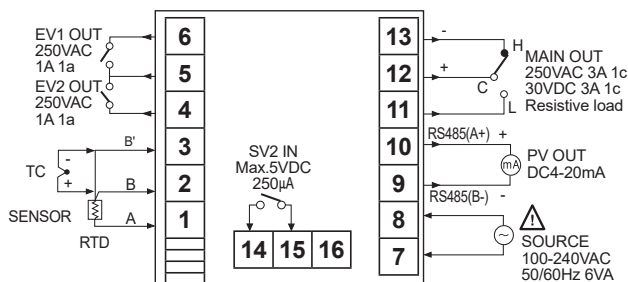 EV1 OUT
250VAC
1A 1a
EV2 OUT
250VAC
1A 1a
6
5
4
3
2
1
B'
B
A
TC
-
+
SENSOR
RTD
SV2 IN
Max.5VDC
250µA
14 15 16
13
12
11
10
9
8
7
-
+
H
C
L
MAIN OUT
250VAC 3A 1c
30VDC 3A 1c
Resistive load
RS485(A+) +
mA
PV OUT
DC4-20mA
RS485(B-) -
~
!
SOURCE
100-240VAC
50/60Hz 6VA